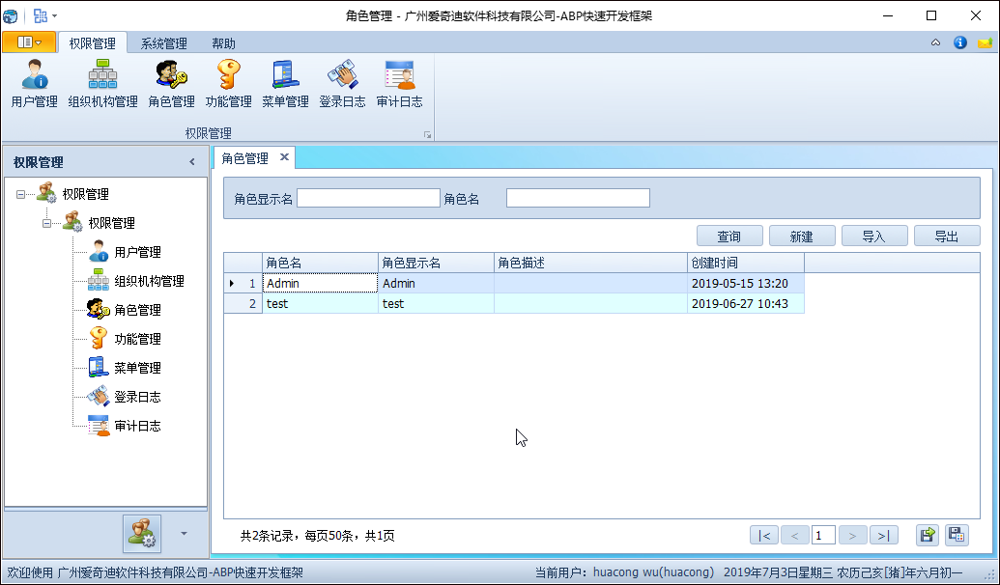 角色管理 - 广州爱奇迪软件科技有限公司-ABP快速开发框架
权限管理 系统管理 帮助
用户管理 组织机构管理 角色管理 功能管理 菜单管理 登录日志 审计日志
权限管理
权限管理
权限管理
权限管理
用户管理
组织机构管理
角色管理
功能管理
菜单管理
登录日志
审计日志
角色管理
角色显示名 角色名
查询 新建 导入 导出
角色名 角色显示名 角色描述 创建时间
1 Admin Admin 2019-05-15 13:20
2 test test 2019-06-27 10:43
共2条记录，每页50条，共1页
|< < 1 > >|
欢迎使用 广州爱奇迪软件科技有限公司-ABP快速开发框架 当前用户：huacong wu(huacong) 2019年7月3日星期三 农历己亥[猪]年六月初一